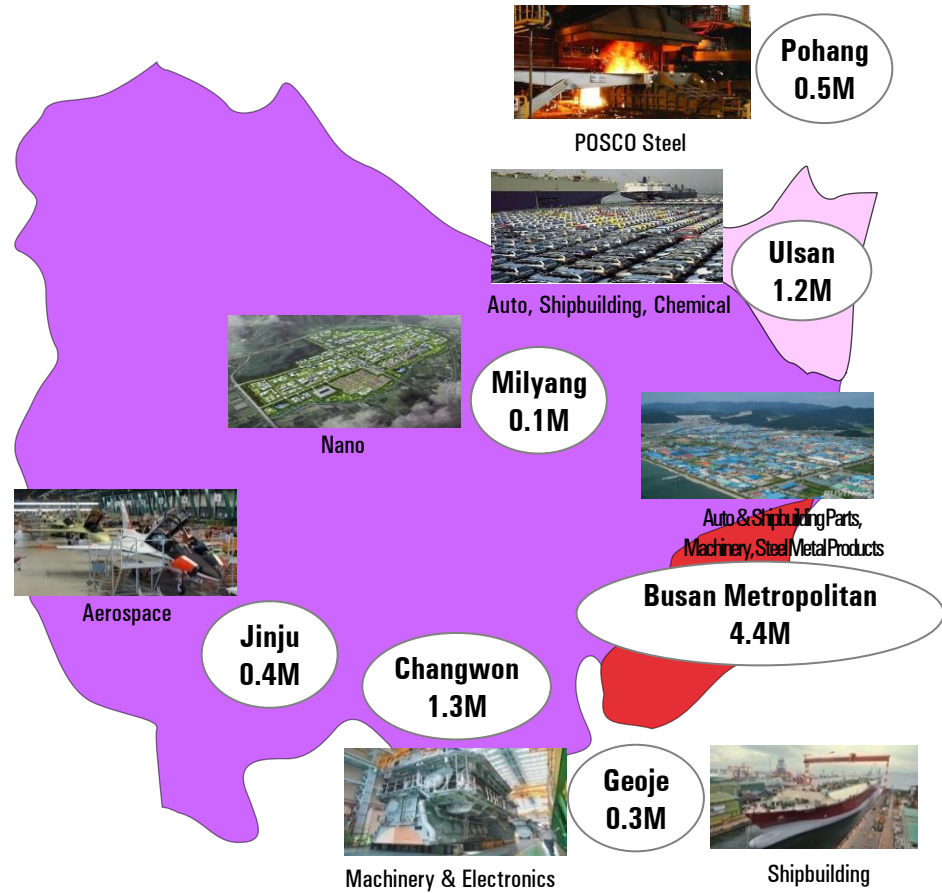 Pohang
0.5M
POSCO Steel
Ulsan
1.2M
Auto, Shipbuilding, Chemical
Milyang
0.1M
Nano
Auto & Shipbuilding Parts,
Machinery, Steel Metal Products
Aerospace
Busan Metropolitan
4.4M
Jinju
0.4M
Changwon
1.3M
Geoje
0.3M
Machinery & Electronics
Shipbuilding